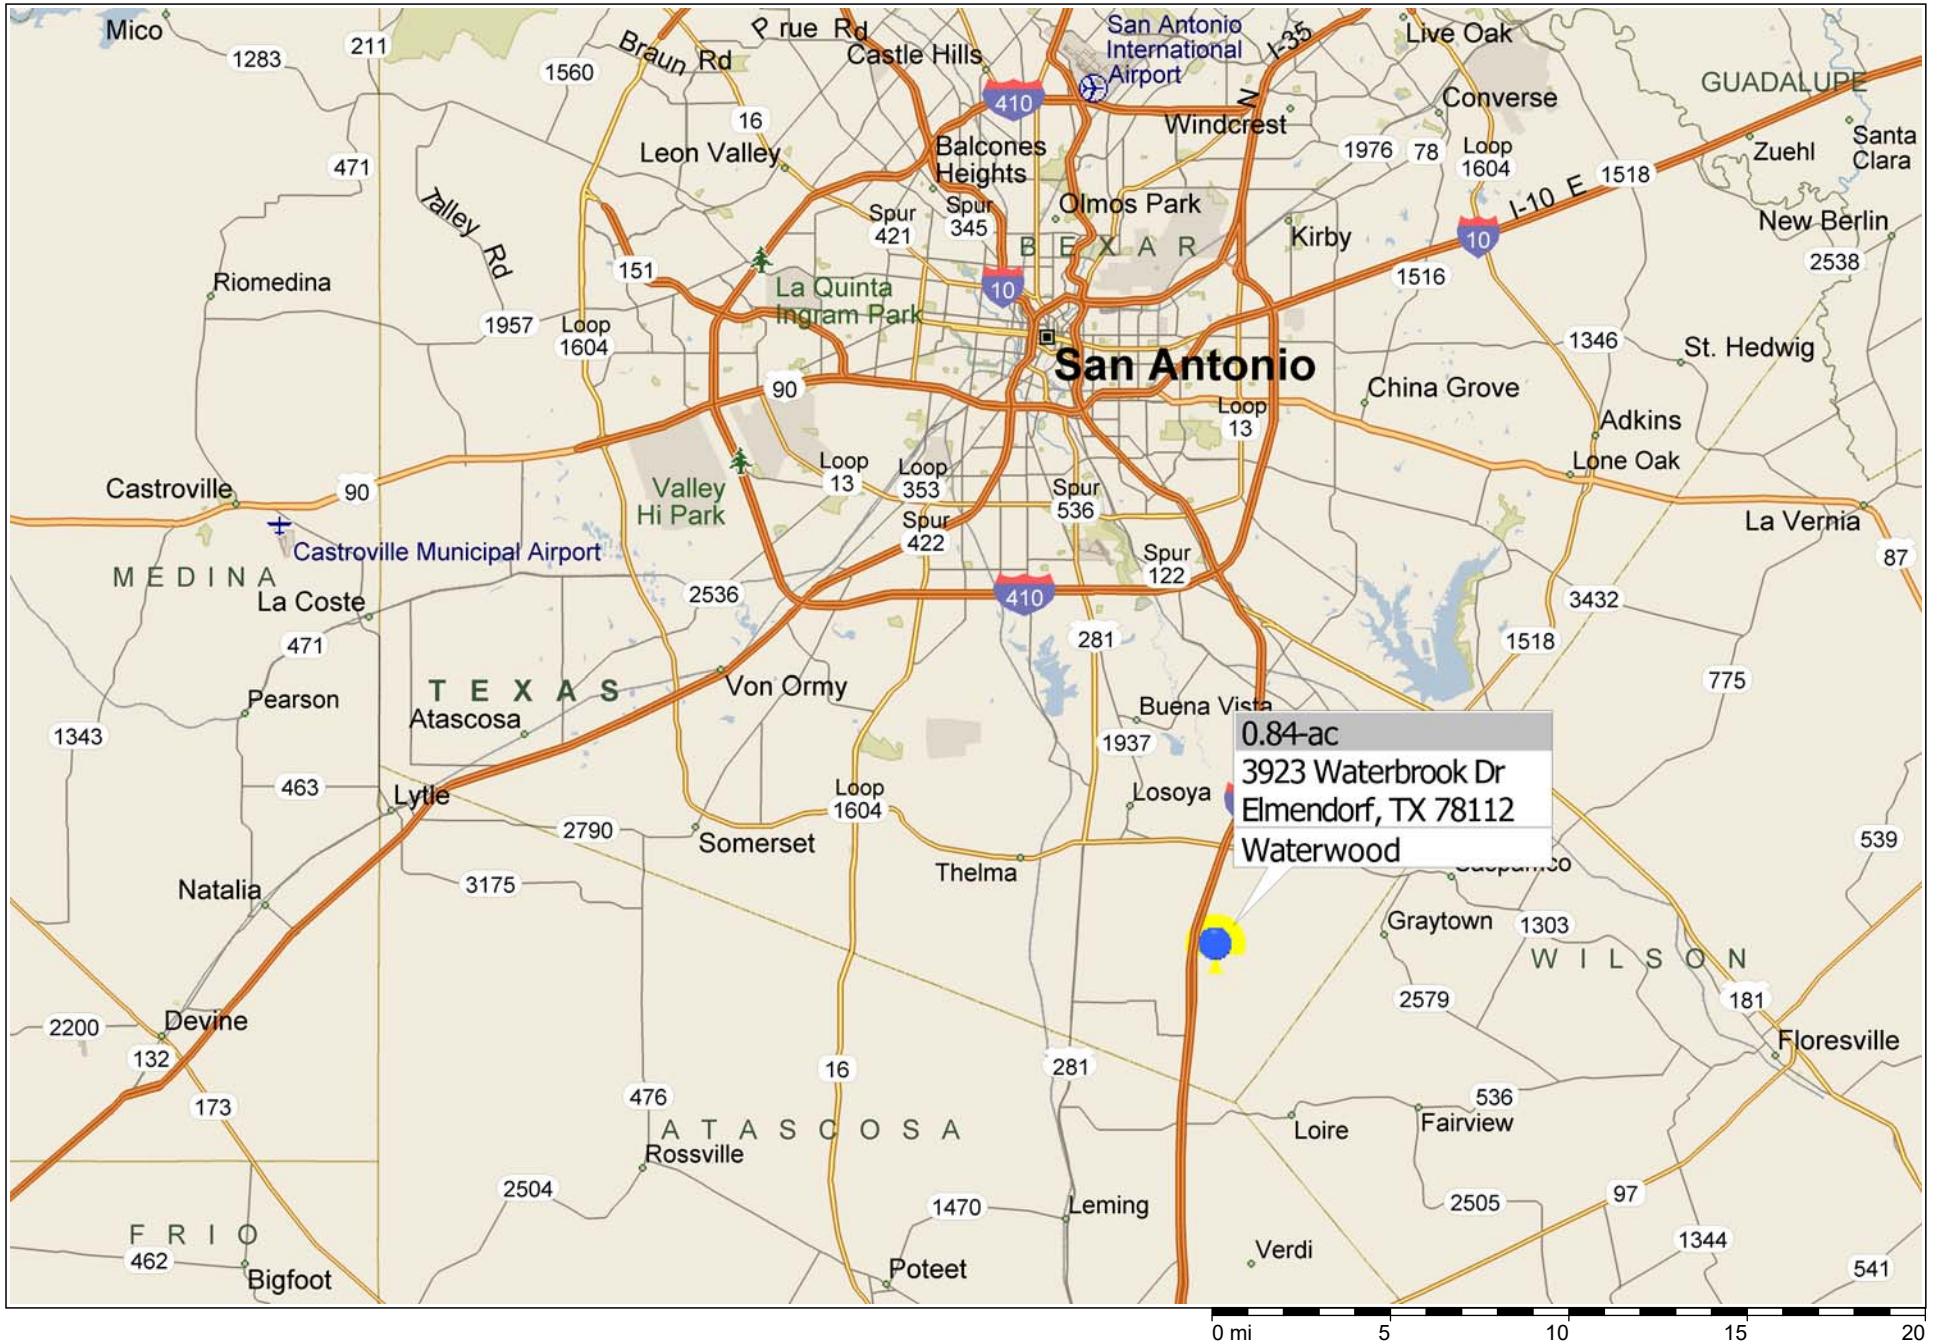 Mico
1283
211
1560
Braun Rd
P rue Rd
Castle Hills
San Antonio
International
Airport
I-35
N
Live Oak
GUADALUPE
410
16
Converse
Windcrest
Leon Valley
Balcones
Heights
1976
78
Loop
1604
Zuehl
Santa
Clara
471
1518
I-10 E
Valley Rd
Spur
421
Spur
345
Olmos Park
BEXAR
Kirby
10
New Berlin
2538
151
1516
Riomedina
La Quinta
Ingram Park
10
1957
Loop
1604
1346
St. Hedwig
San Antonio
90
China Grove
Loop
13
Adkins
Lone Oak
Castroville
90
Loop
13
Loop
353
Valley
Hi Park
Spur
536
Spur
422
La Vernia
87
Castroville Municipal Airport
MEDINA
Spur
122
La Coste
2536
410
3432
471
281
1518
TEXAS
Von Ormy
775
Pearson
Atascosa
Buena Vista
1343
1937
0.84-ac
3923 Waterbrook Dr
Elmendorf, TX 78112
Waterwood
463
Lytle
Loop
1604
Losoya
2790
Somerset
539
Thelma
Natalia
3175
Graytown
1303
WILSON
2579
181
2200
Devine
132
Floresville
16
281
173
476
536
ATASCOSA
Loire
Fairview
Rossville
2504
1470
Leming
2505
97
FRIO
462
Bigfoot
Poteet
Verdi
1344
541
0 mi 5 10 15 20